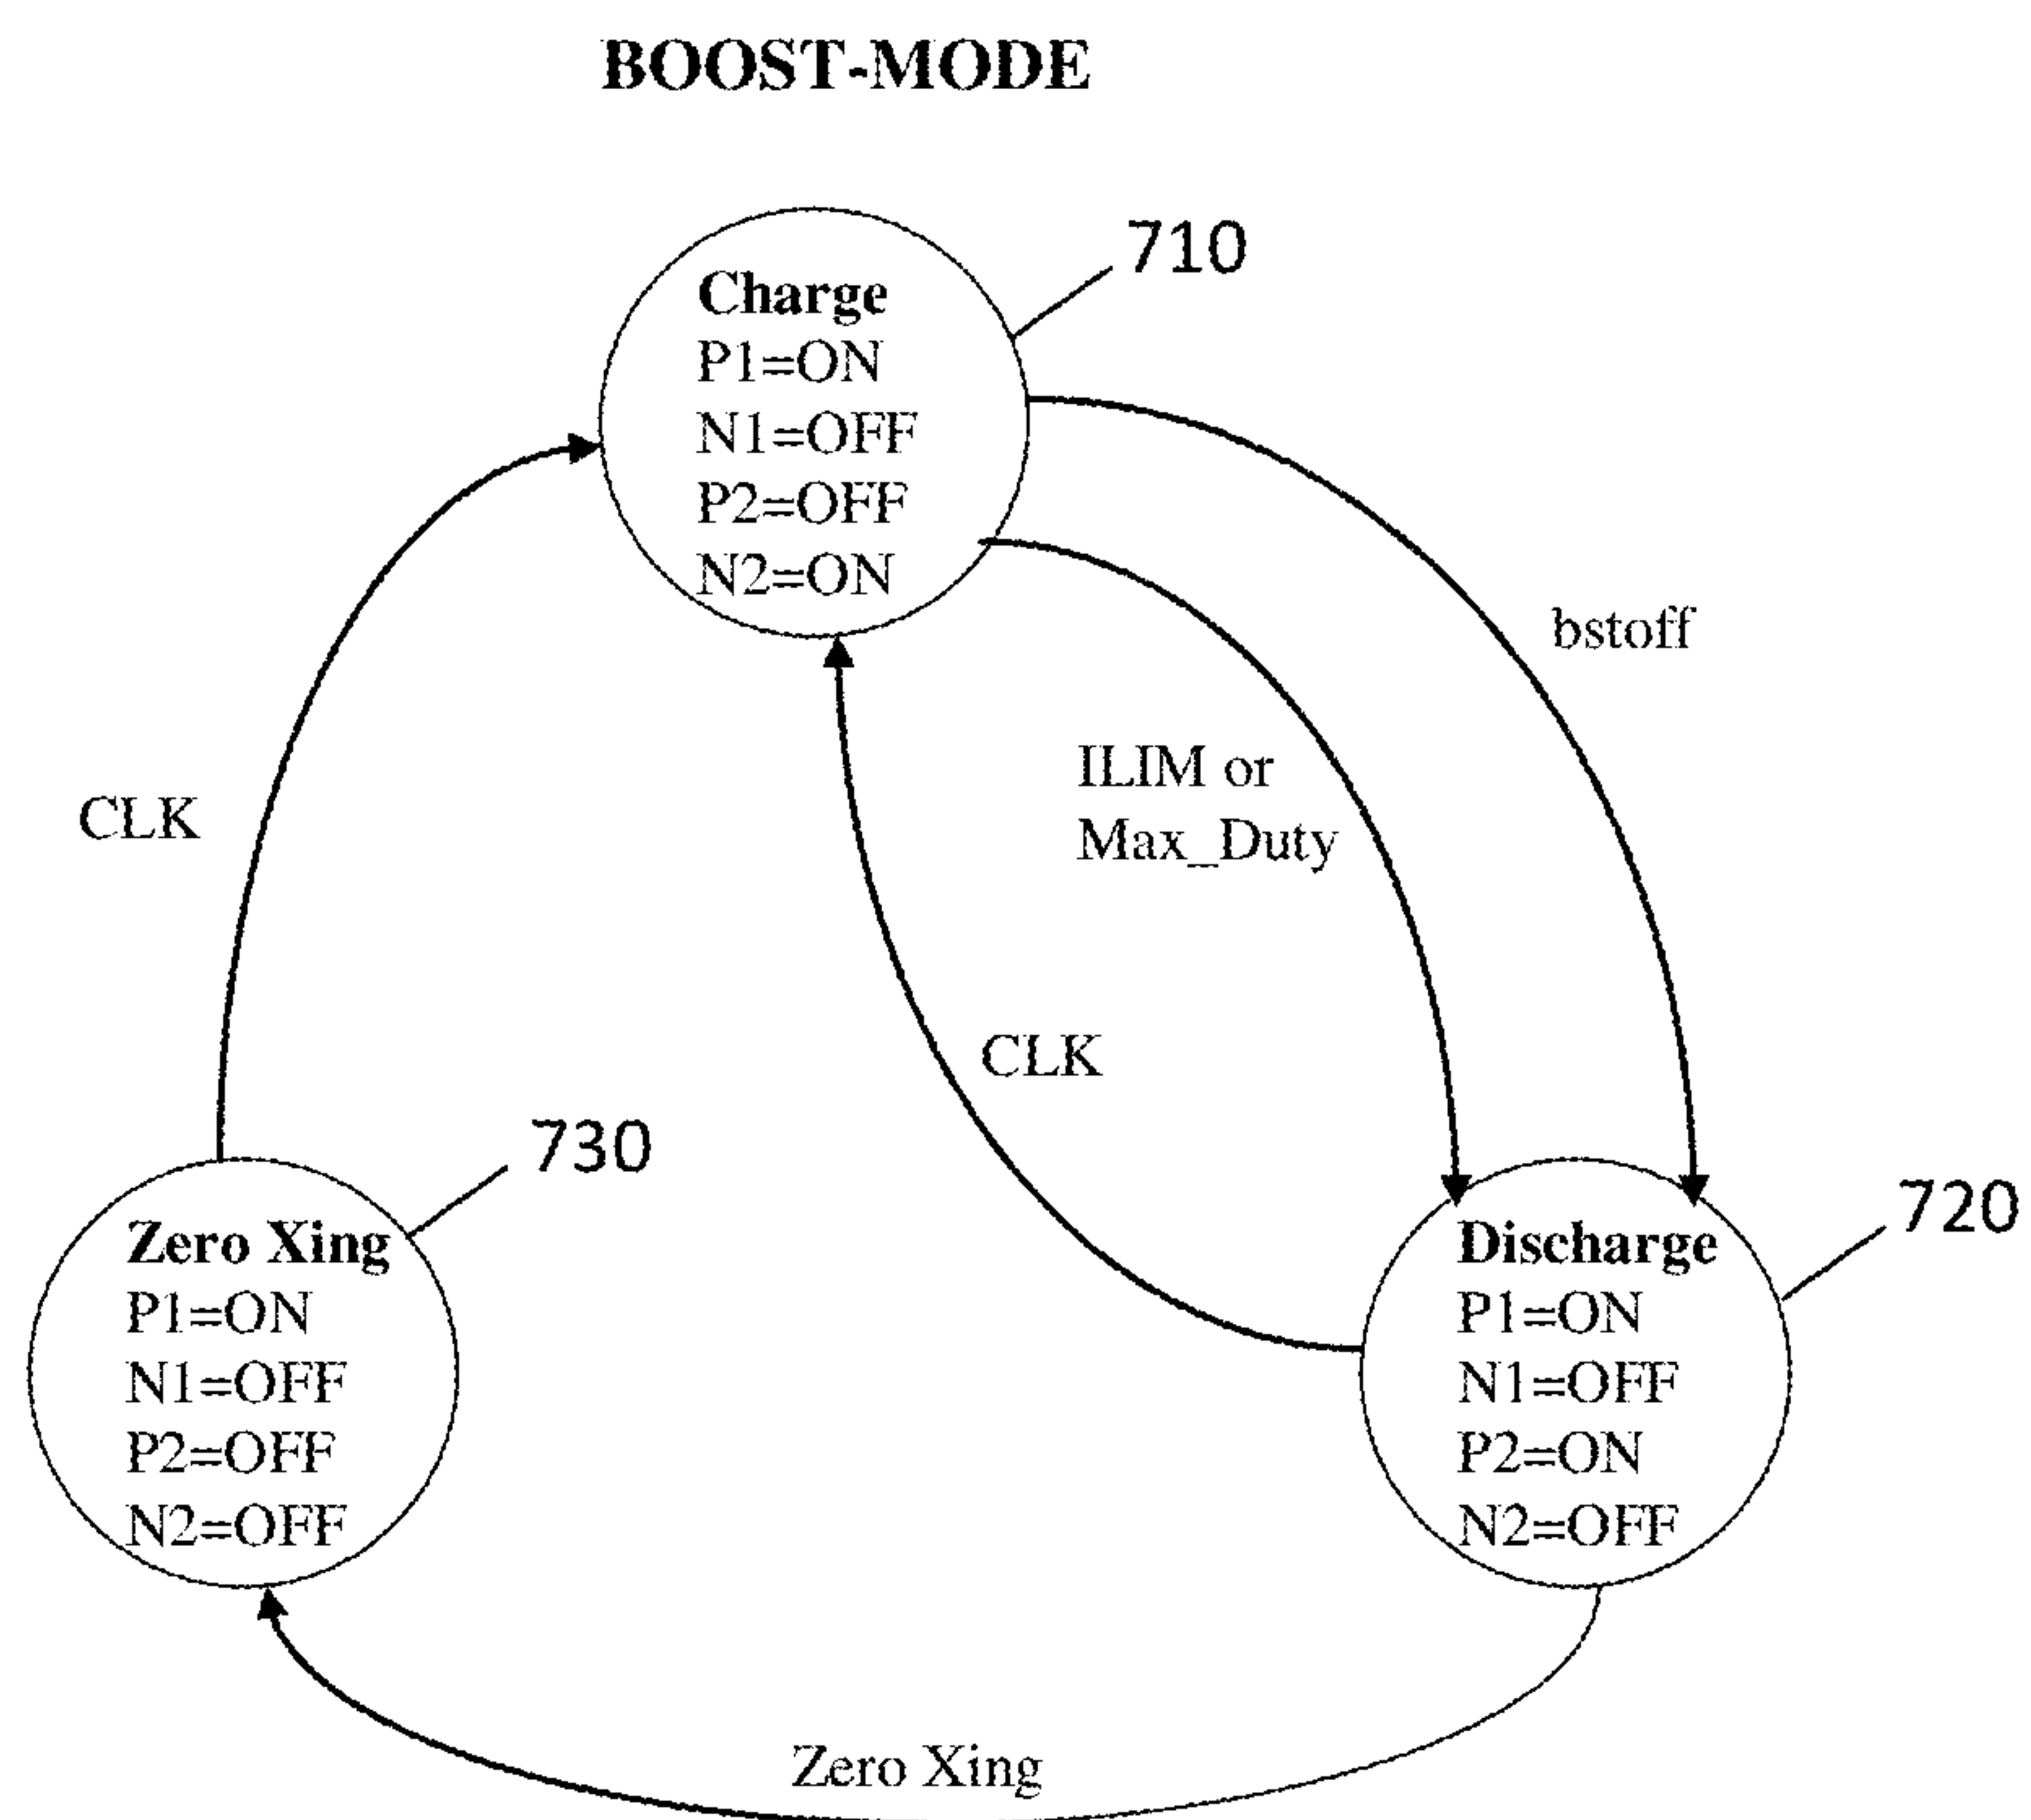 BOOST-MODE
710
Charge
P1=ON
N1=OFF
P2=OFF
N2=ON
bstoff
ILIM or
Max_Duty
CLK
CLK
730
Zero Xing
P1=ON
N1=OFF
P2=OFF
N2=OFF
720
Discharge
P1=ON
N1=OFF
P2=ON
N2=OFF
Zero Xing